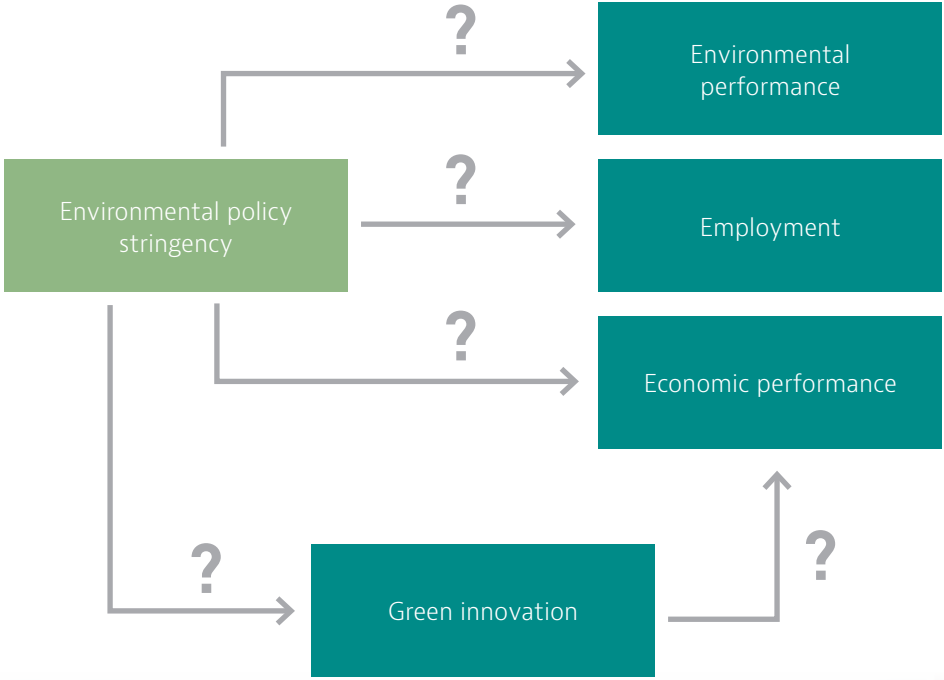 ?
Environmental
performance
Environmental policy
stringency
?
Employment
?
Economic performance
?
Green innovation
?